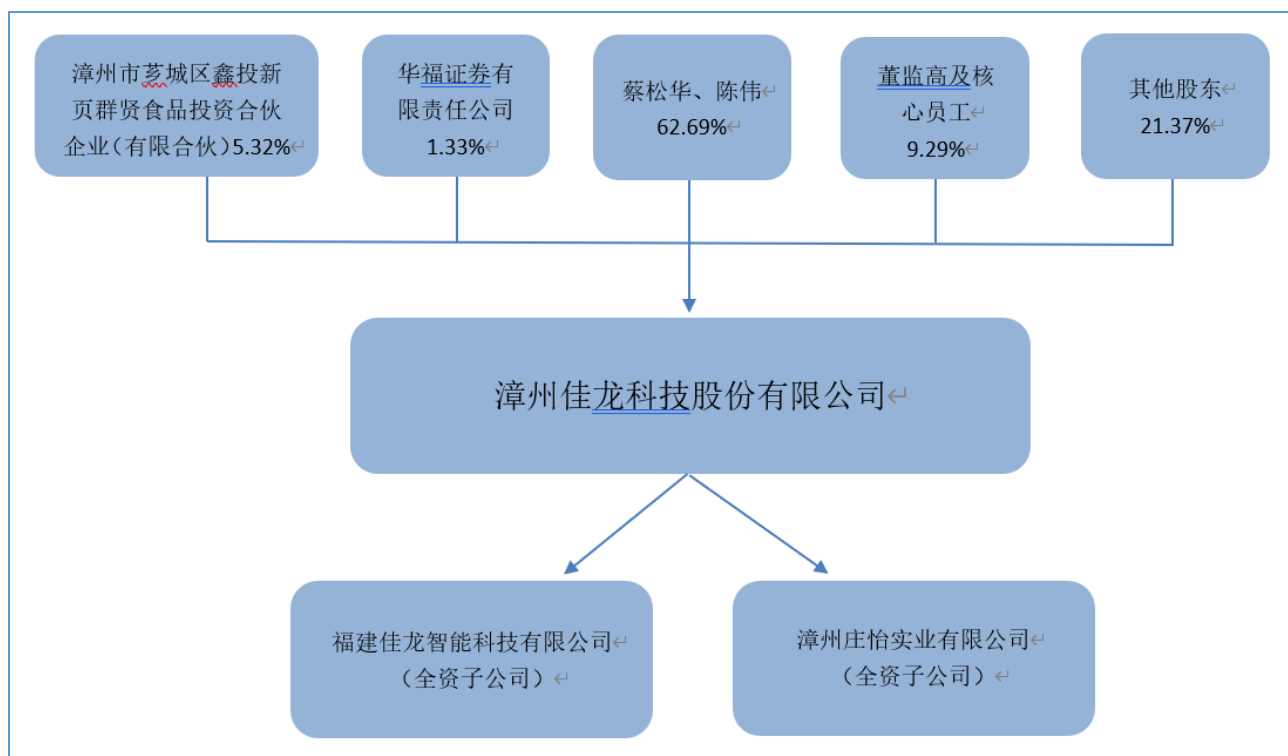 漳州市芗城区鑫投新
页群贤食品投资合伙
企业（有限合伙）5.32%
华福证券有
限责任公司
1.33%
蔡松华、陈伟
62.69%
董监高及核
心员工
9.29%
其他股东
21.37%
漳州佳龙科技股份有限公司
福建佳龙智能科技有限公司
（全资子公司）
漳州庄怡实业有限公司
（全资子公司）